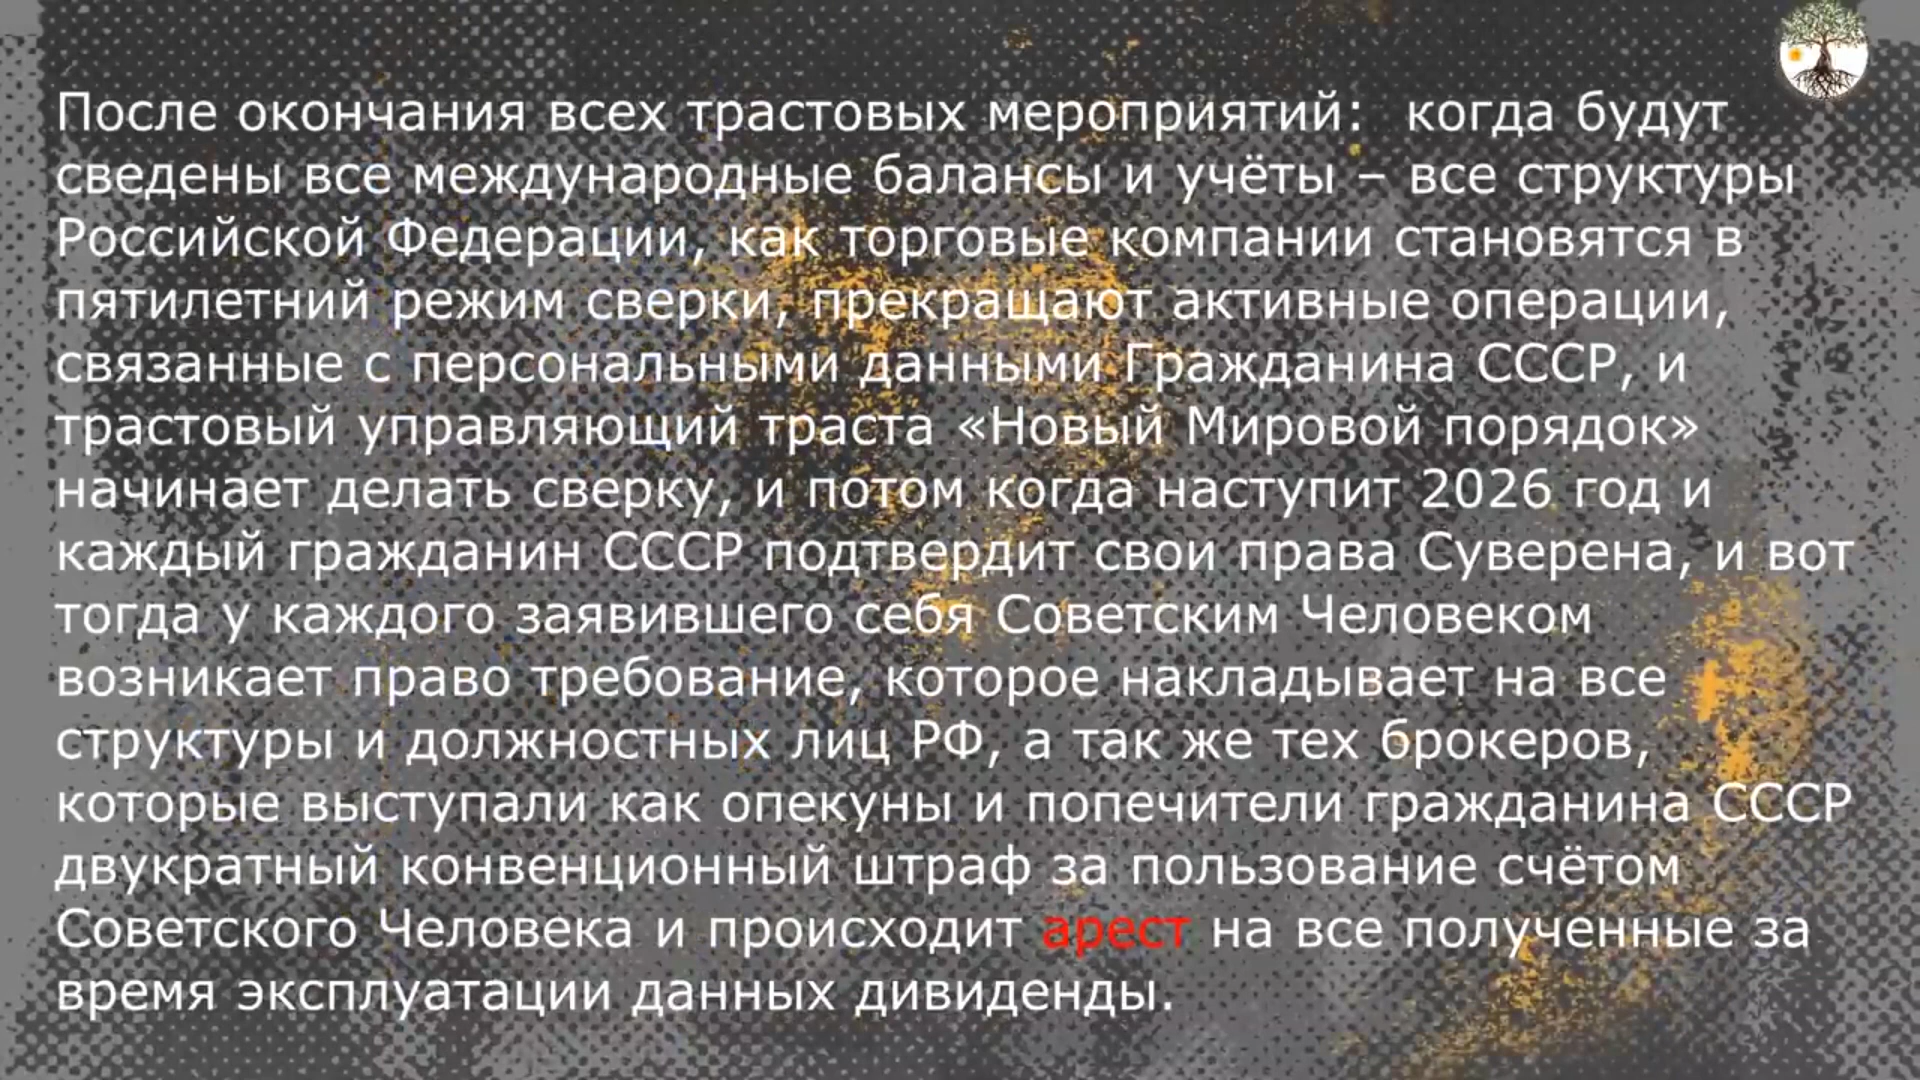 После окончания всех трастовых мероприятий: когда будут
сведены все международные балансы и учёты – все структуры
Российской Федерации, как торговые компании становятся в
пятилетний режим сверки, прекращают активные операции,
связанные с персональными данными Гражданина СССР, и
трастовый управляющий траста «Новый Мировой порядок»
начинает делать сверку, и потом когда наступит 2026 год и
каждый гражданин СССР подтвердит свои права Суверена, и вот
тогда у каждого заявившего себя Советским Человеком
возникает право требование, которое накладывает на все
структуры и должностных лиц РФ, а так же тех брокеров,
которые выступали как опекуны и попечители гражданина СССР
двукратный конвенционный штраф за пользование счётом
Советского Человека и происходит арест на все полученные за
время эксплуатации данных дивиденды.